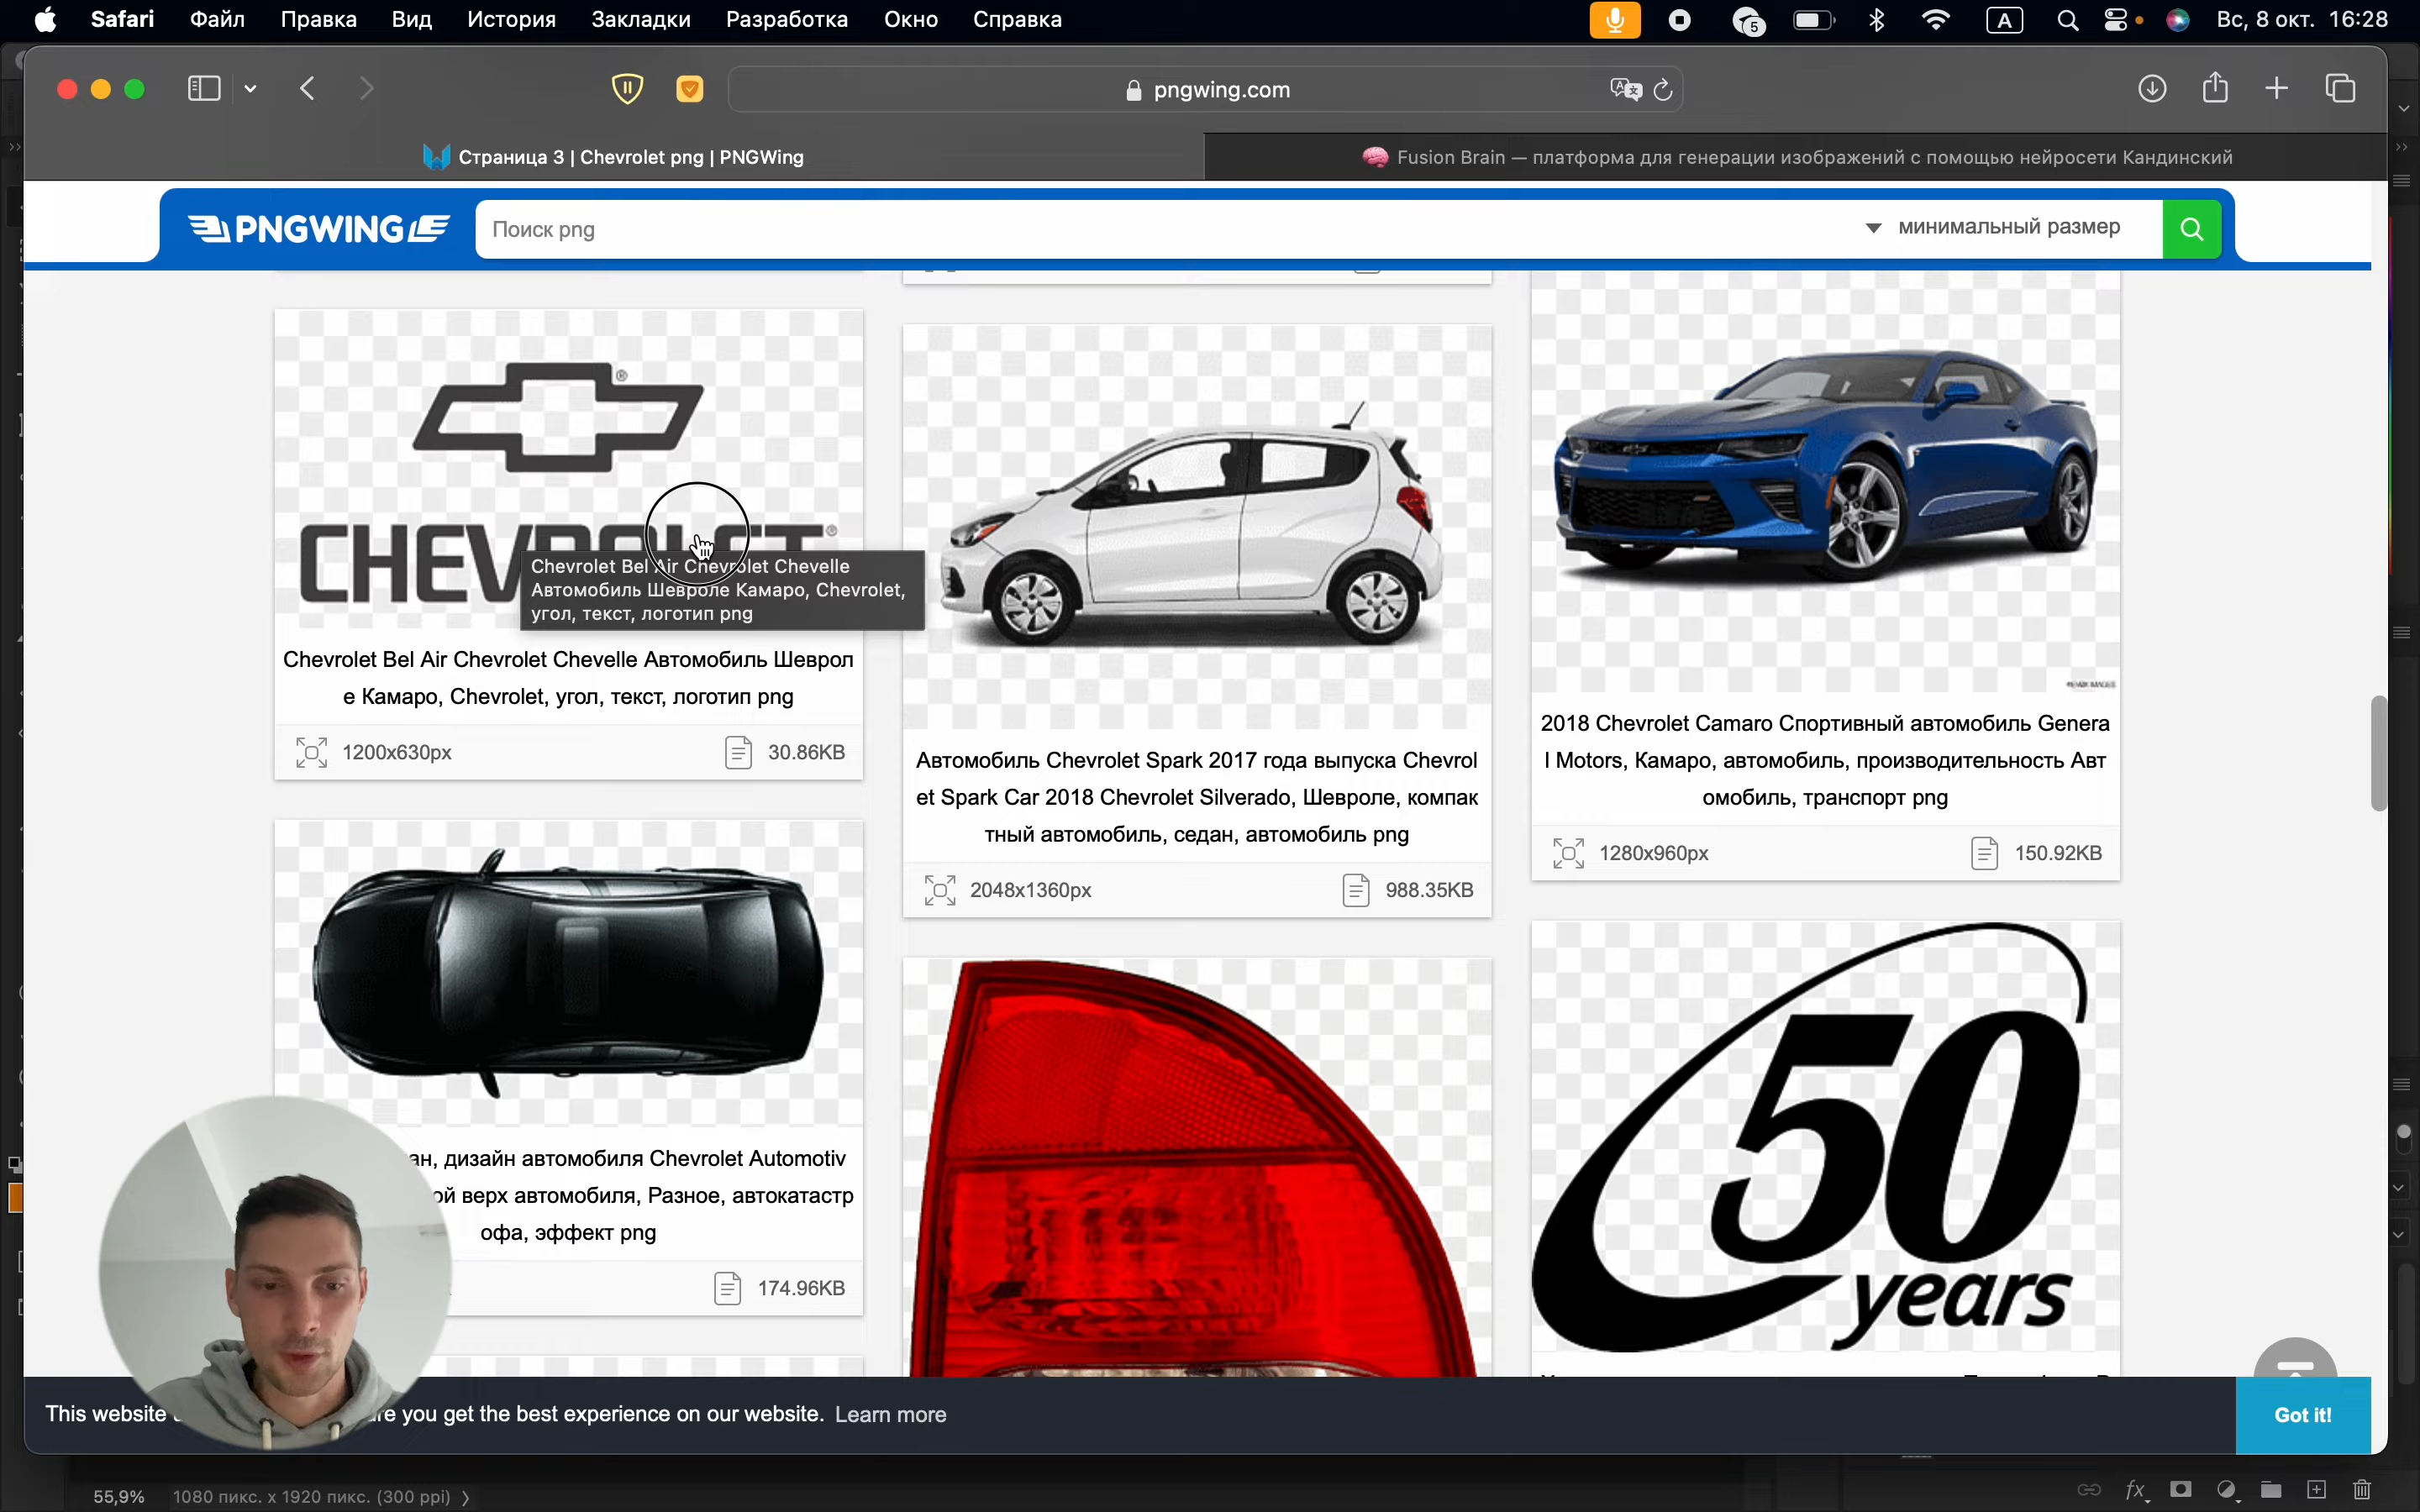 Safari Файл Правка Вид История Закладки Разработка Окно Справка
5
A
Вс, 8 окт. 16:28
pngwing.com
Страница 3 | Chevrolet png | PNGWing
Fusion Brain — платформа для генерации изображений с помощью нейросети Кандинский
PNGWING
Поиск png
минимальный размер
CHEVROLET
Chevrolet Bel Air Chevrolet Chevelle
Автомобиль Шевроле Камаро, Chevrolet,
угол, текст, логотип png
Chevrolet Bel Air Chevrolet Chevelle Автомобиль Шеврол
е Камаро, Chevrolet, угол, текст, логотип png
1200x630px 30.86KB
Автомобиль Chevrolet Spark 2017 года выпуска Chevrol
et Spark Car 2018 Chevrolet Silverado, Шевроле, компак
тный автомобиль, седан, автомобиль png
2048x1360px 988.35KB
2018 Chevrolet Camaro Спортивный автомобиль Genera
l Motors, Камаро, автомобиль, производительность Авт
омобиль, транспорт png
1280x960px 150.92KB
ан, дизайн автомобиля Chevrolet Automotiv
ой верх автомобиля, Разное, автокатастр
офа, эффект png
174.96KB
50
years
This website
re you get the best experience on our website. Learn more
Got it!
55,9% 1080 пикс. x 1920 пикс. (300 ppi)
fx